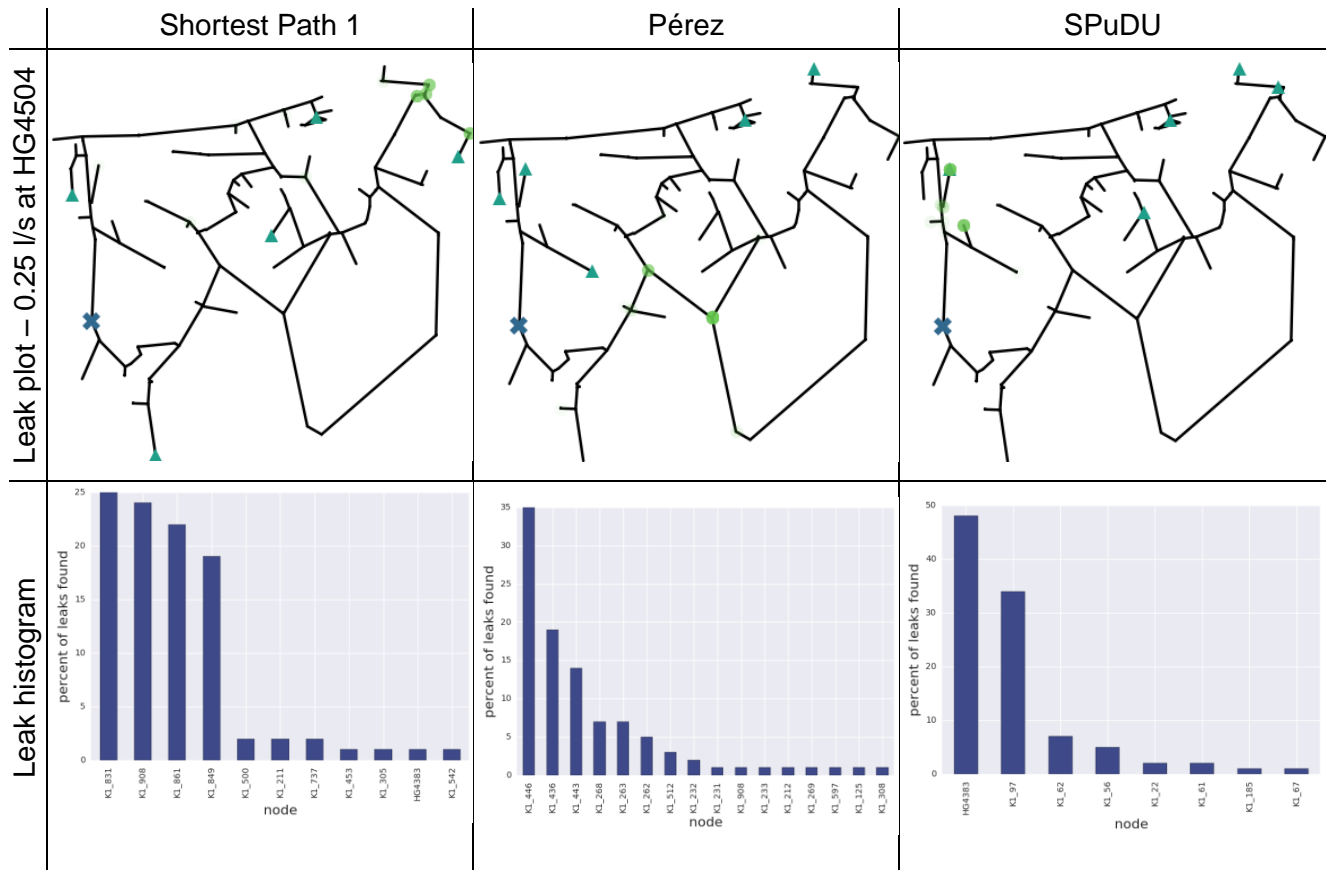 Shortest Path 1
Pérez
SPuDU
Leak plot – 0.25 l/s at HG4504
Leak histogram
percent of leaks found
25
20
15
10
5
0
K1_831
K1_908
K1_861
K1_849
K1_500
K1_211
K1_737
K1_453
K1_305
HG4383
K1_542
node
percent of leaks found
35
30
25
20
15
10
5
0
K1_446
K1_436
K1_443
K1_268
K1_263
K1_262
K1_512
K1_232
K1_231
K1_908
K1_233
K1_212
K1_269
K1_597
K1_125
K1_308
node
percent of leaks found
50
40
30
20
10
0
HG4383
K1_97
K1_62
K1_56
K1_22
K1_61
K1_185
K1_67
node